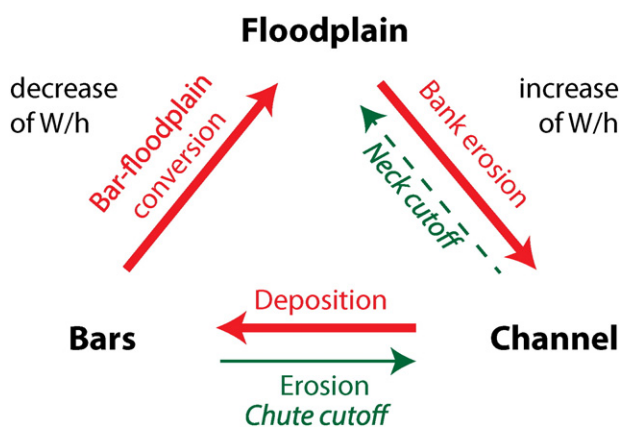 Floodplain
decrease
of W/h
Bar-floodplain
conversion
Bank erosion
Neck cutoff
increase
of W/h
Deposition
Bars
Channel
Erosion
Chute cutoff